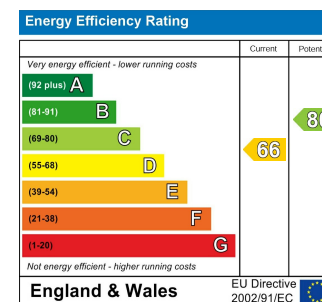 Energy Efficiency Rating
Current
Very energy efficient - lower running costs
(92 plus) A
(81-91) B
(69-80) C
66
(55-68) D
(39-54) E
(21-38) F
(1-20) G
Not energy efficient - higher running costs
England & Wales
EU Directive
2002/91/EC